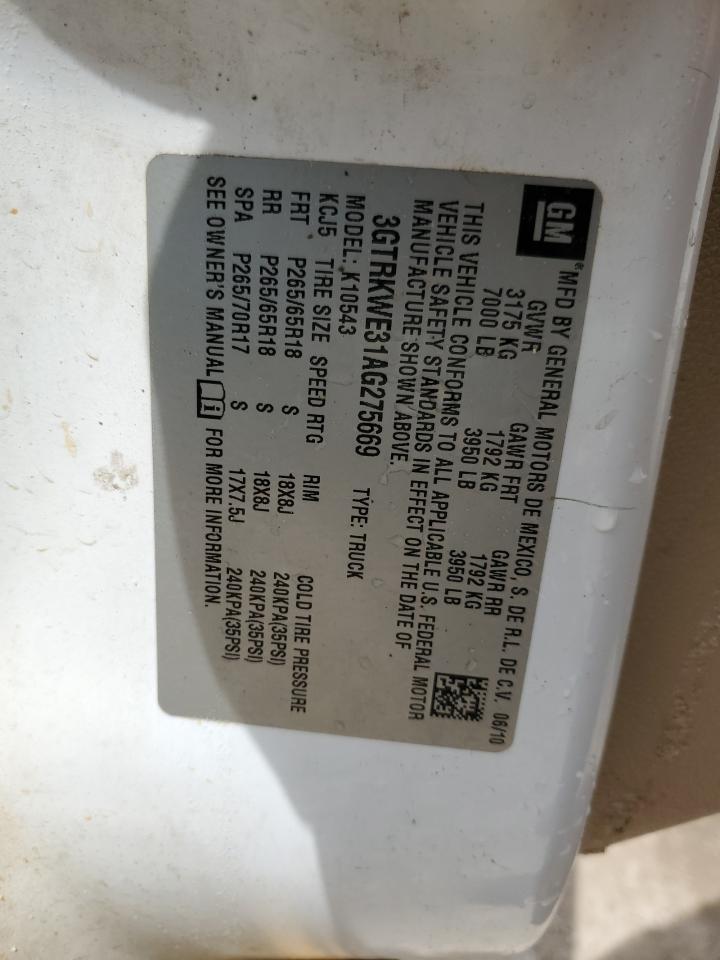 GM
® MFD BY GENERAL MOTORS DE MEXICO, S. DE R.L. DE C.V. 06/10
GVWR GAWR FRT GAWR RR
3175 KG 1792 KG 1792 KG
7000 LB 3950 LB 3950 LB
THIS VEHICLE CONFORMS TO ALL APPLICABLE U.S. FEDERAL MOTOR
VEHICLE SAFETY STANDARDS IN EFFECT ON THE DATE OF
MANUFACTURE SHOWN ABOVE
3GTRKWE31AG275669 TYPE: TRUCK
MODEL: K10543
KCJ5 TIRE SIZE SPEED RTG RIM COLD TIRE PRESSURE
FRT P265/65R18 S 18X8J 240KPA(35PSI)
RR P265/65R18 S 18X8J 240KPA(35PSI)
SPA P265/70R17 S 17X7.5J 240KPA(35PSI)
SEE OWNER'S MANUAL i FOR MORE INFORMATION.